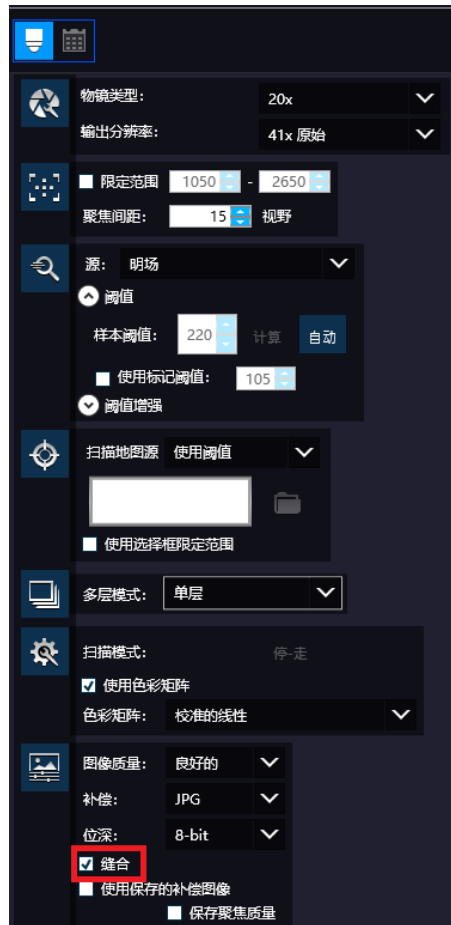 物镜类型: 20x
输出分辨率: 41x 原始
限定范围 1050 - 2650
聚焦间距: 15 视野
源: 明场
阈值
样本阈值: 220 计算 自动
使用标记阈值: 105
阈值增强
扫描地图源 使用阈值
使用选择框限定范围
多层模式: 单层
扫描模式: 停-走
使用色彩矩阵
色彩矩阵: 校准的线性
图像质量: 良好的
补偿: JPG
位深: 8-bit
缝合
使用保存的补偿图像
保存聚焦质量